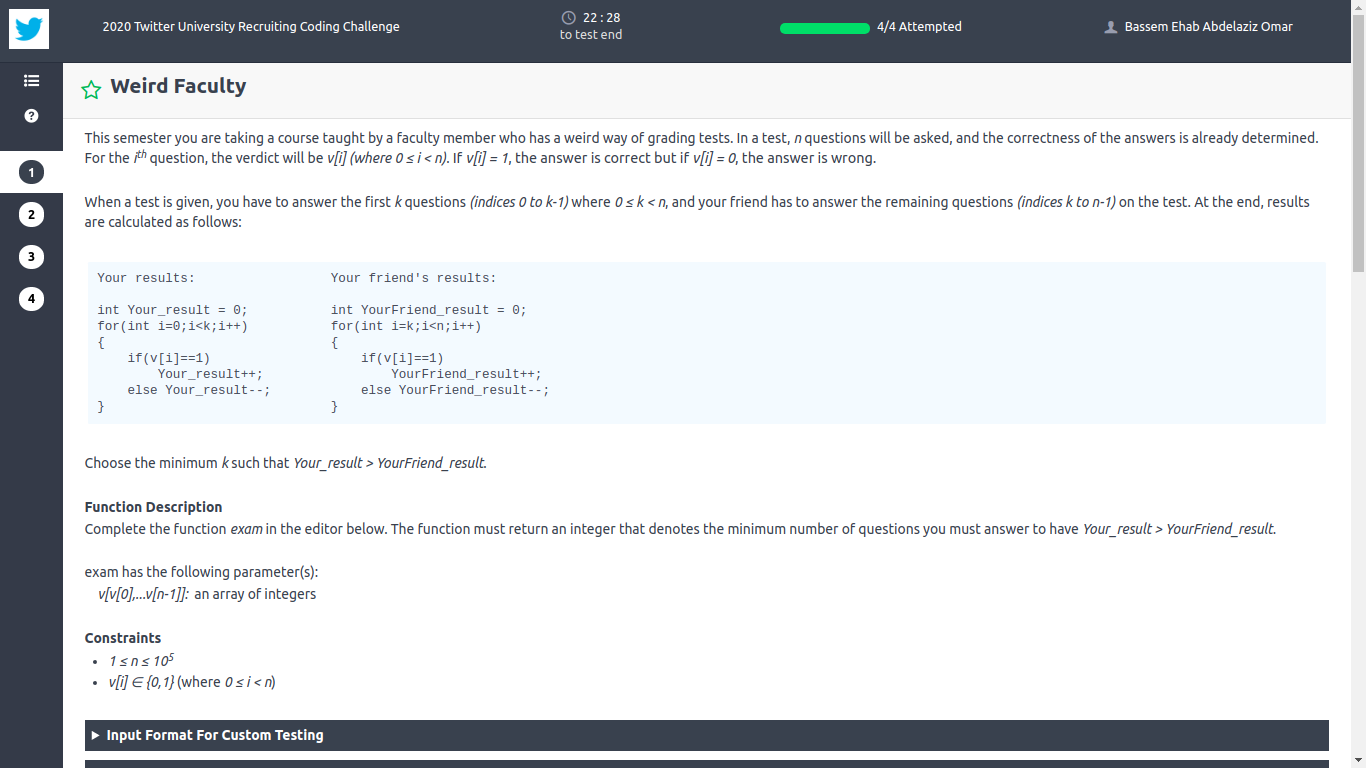 2020 Twitter University Recruiting Coding Challenge
22 : 28
to test end
4/4 Attempted
Bassem Ehab Abdelaziz Omar
?
1
2
3
4
Weird Faculty
This semester you are taking a course taught by a faculty member who has a weird way of grading tests. In a test, n questions will be asked, and the correctness of the answers is already determined.
For the ith question, the verdict will be v[i] (where 0 ≤ i < n). If v[i] = 1, the answer is correct but if v[i] = 0, the answer is wrong.
When a test is given, you have to answer the first k questions (indices 0 to k-1) where 0 ≤ k < n, and your friend has to answer the remaining questions (indices k to n-1) on the test. At the end, results
are calculated as follows:
Your results: Your friend's results:
int Your_result = 0; int YourFriend_result = 0;
for(int i=0;i<k;i++) for(int i=k;i<n;i++)
{ {
if(v[i]==1) if(v[i]==1)
Your_result++; YourFriend_result++;
else Your_result--; else YourFriend_result--;
} }
Choose the minimum k such that Your_result > YourFriend_result.
Function Description
Complete the function exam in the editor below. The function must return an integer that denotes the minimum number of questions you must answer to have Your_result > YourFriend_result.
exam has the following parameter(s):
v[v[0],...v[n-1]]: an array of integers
Constraints
• 1 ≤ n ≤ 10^5
• v[i] ∈ {0,1} (where 0 ≤ i < n)
Input Format For Custom Testing